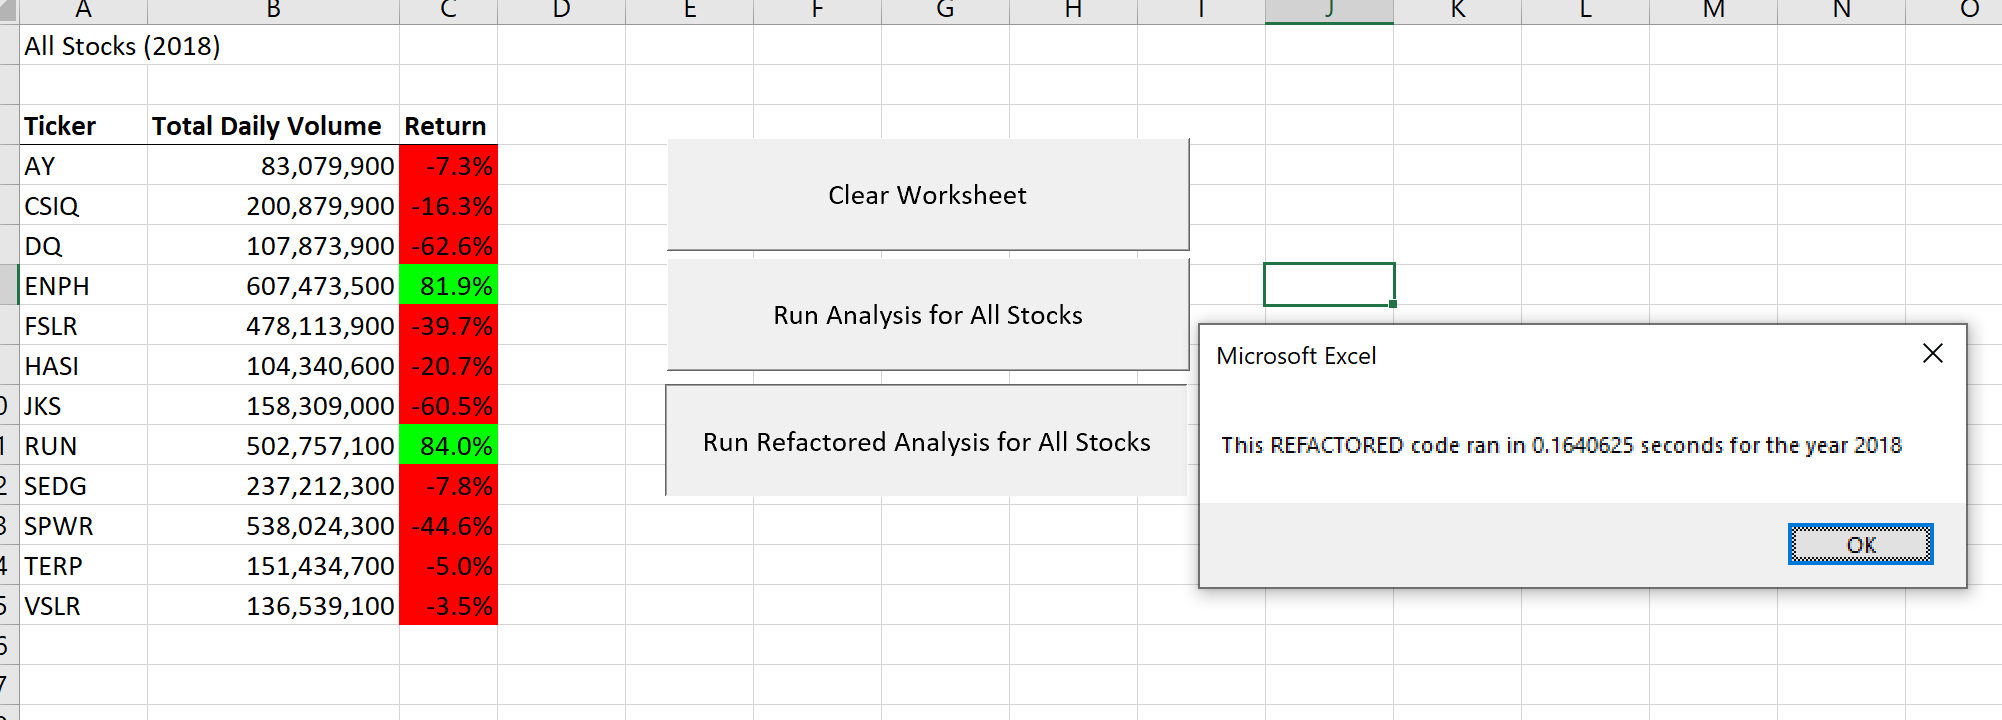 A B C D E F G H I J K L M N O
All Stocks (2018)
Ticker Total Daily Volume Return
AY 83,079,900 -7.3%
CSIQ 200,879,900 -16.3%
DQ 107,873,900 -62.6%
ENPH 607,473,500 81.9%
FSLR 478,113,900 -39.7%
HASI 104,340,600 -20.7%
JKS 158,309,000 -60.5%
RUN 502,757,100 84.0%
SEDG 237,212,300 -7.8%
SPWR 538,024,300 -44.6%
TERP 151,434,700 -5.0%
VSLR 136,539,100 -3.5%
Clear Worksheet
Run Analysis for All Stocks
Run Refactored Analysis for All Stocks
Microsoft Excel
This REFACTORED code ran in 0.1640625 seconds for the year 2018
OK